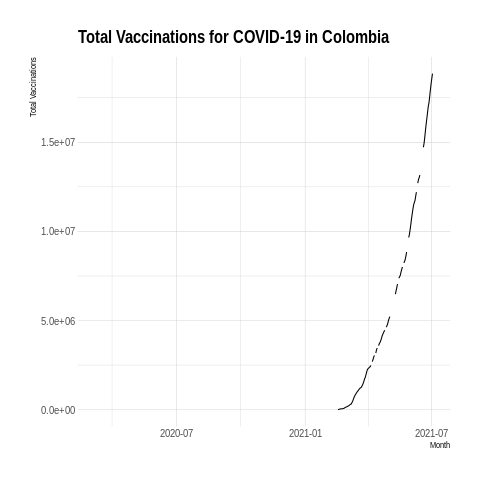 Total Vaccinations for COVID-19 in Colombia
Total Vaccinations
1.5e+07
1.0e+07
5.0e+06
0.0e+00
2020-07 2021-01 2021-07
Month